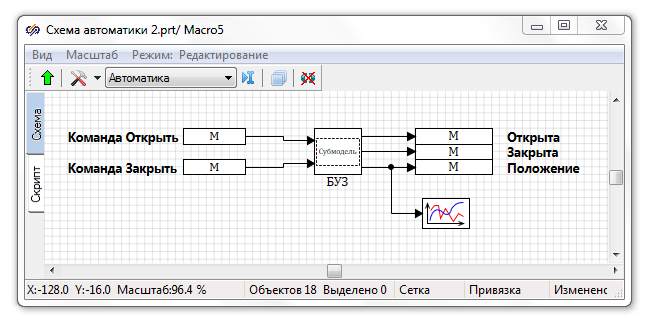 Схема автоматики 2.prt/ Macro5
Вид Масштаб Режим: Редактирование
Автоматика
Схема
Скрипт
Команда Открыть M
Команда Закрыть M
Субмодель
БУЗ
M Открыта
M Закрыта
M Положение
X:-128.0 Y:-16.0 Масштаб:96.4 % Объектов 18 Выделено 0 Сетка Привязка Изменено